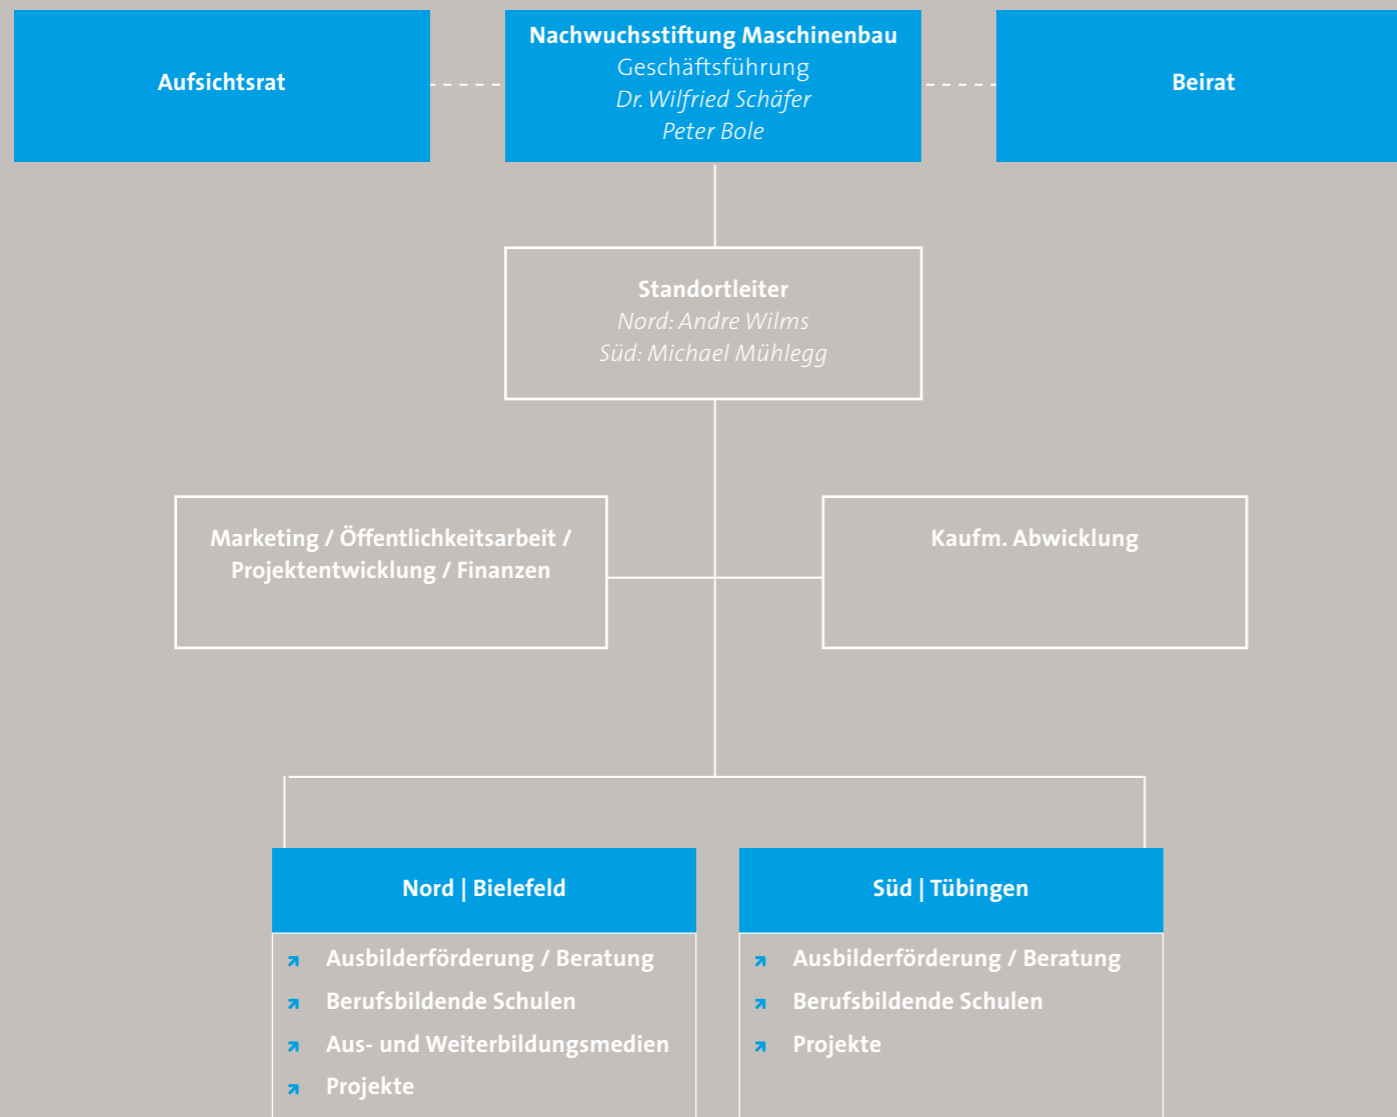 Aufsichtsrat
Nachwuchsstiftung Maschinenbau
Geschäftsführung
Dr. Wilfried Schäfer
Peter Bole
Beirat
Standortleiter
Nord: Andre Wilms
Süd: Michael Mühlegg
Marketing / Öffentlichkeitsarbeit /
Projektentwicklung / Finanzen
Kaufm. Abwicklung
Nord | Bielefeld
Ausbilderförderung / Beratung
Berufsbildende Schulen
Aus- und Weiterbildungsmedien
Projekte
Süd | Tübingen
Ausbilderförderung / Beratung
Berufsbildende Schulen
Projekte